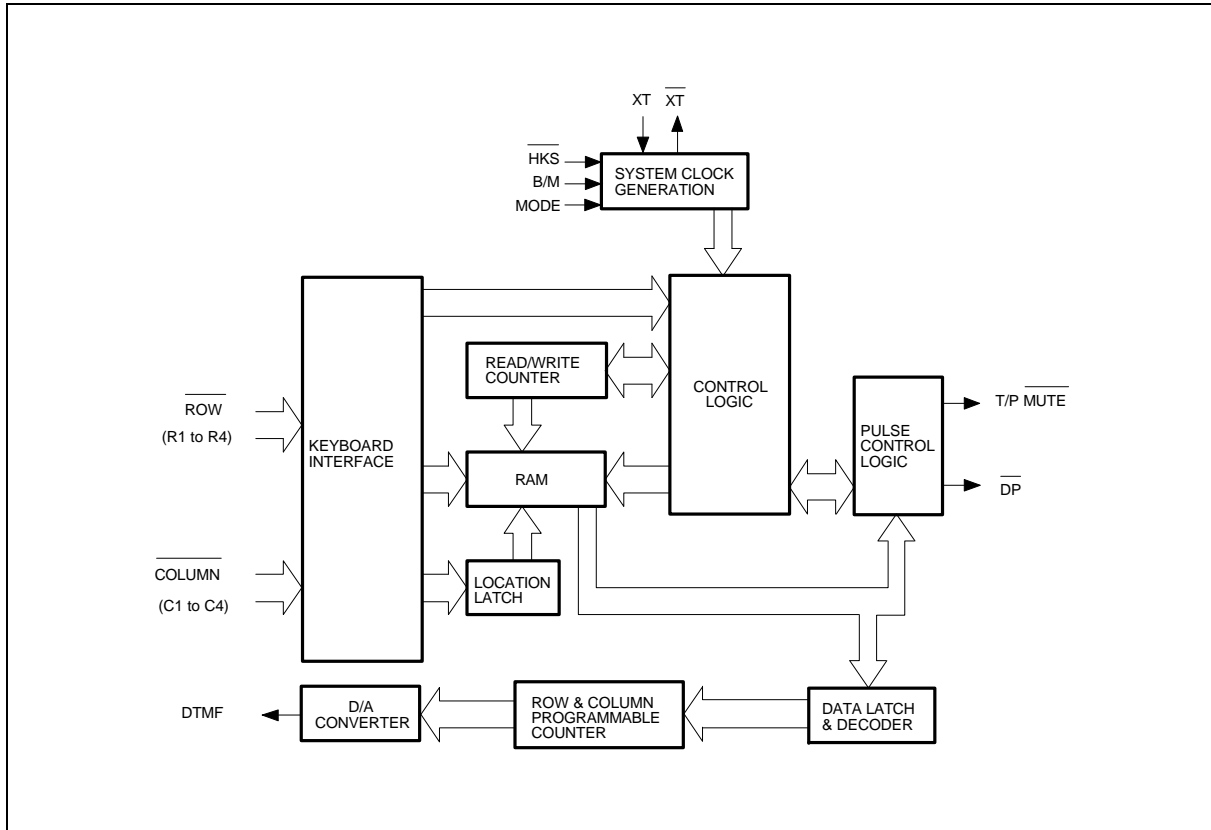 XT XT
HKS
B/M
MODE
SYSTEM CLOCK
GENERATION
READ/WRITE
COUNTER
CONTROL
LOGIC
ROW
(R1 to R4)
KEYBOARD
INTERFACE
RAM
PULSE
CONTROL
LOGIC
T/P MUTE
DP
COLUMN
(C1 to C4)
LOCATION
LATCH
DTMF
D/A
CONVERTER
ROW & COLUMN
PROGRAMMABLE
COUNTER
DATA LATCH
& DECODER